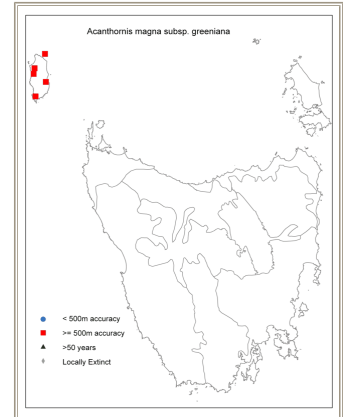 Acanthornis magna subsp. greeniana
< 500m accuracy
>= 500m accuracy
>50 years
Locally Extinct